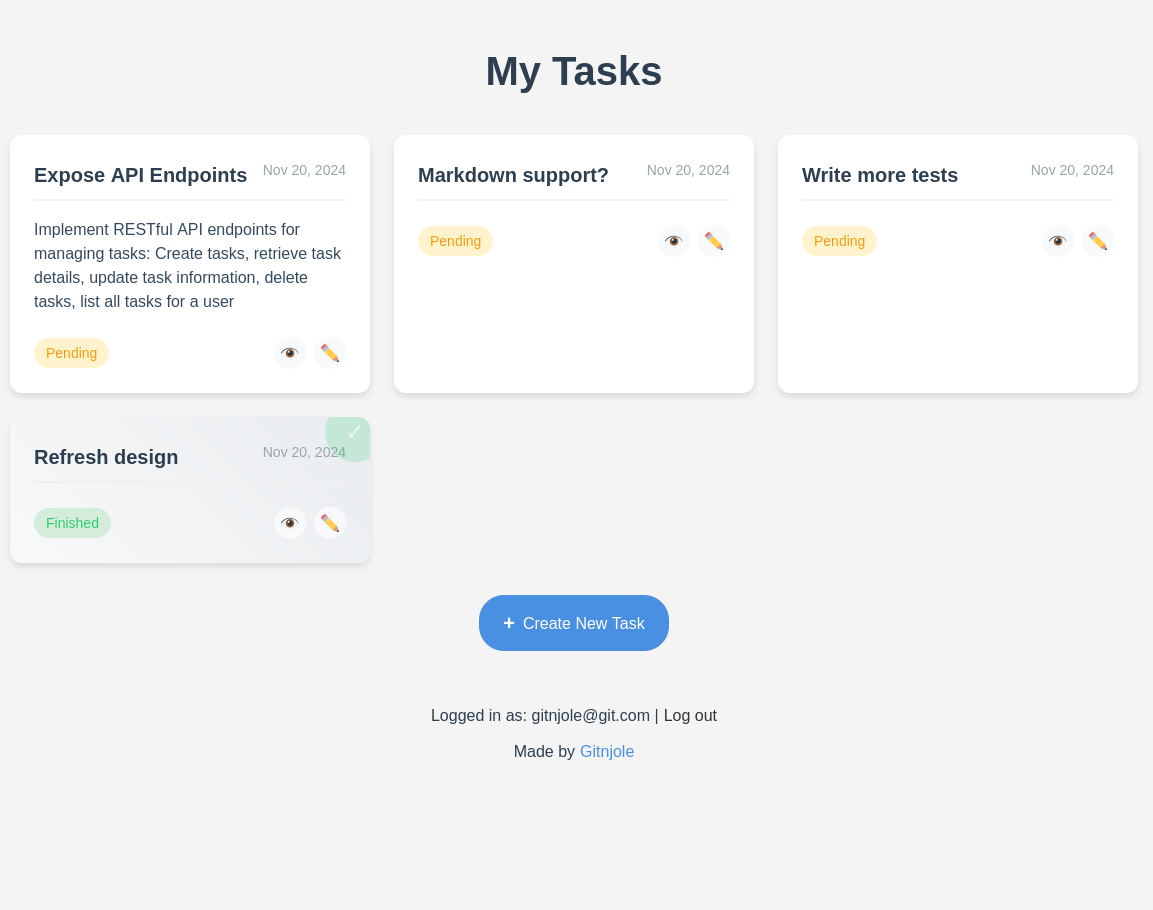 My Tasks
Expose API Endpoints
Nov 20, 2024
Implement RESTful API endpoints for
managing tasks: Create tasks, retrieve task
details, update task information, delete
tasks, list all tasks for a user
Pending
Markdown support?
Nov 20, 2024
Pending
Write more tests
Nov 20, 2024
Pending
Refresh design
Nov 20, 2024
Finished
+ Create New Task
Logged in as: gitnjole@git.com | Log out
Made by Gitnjole